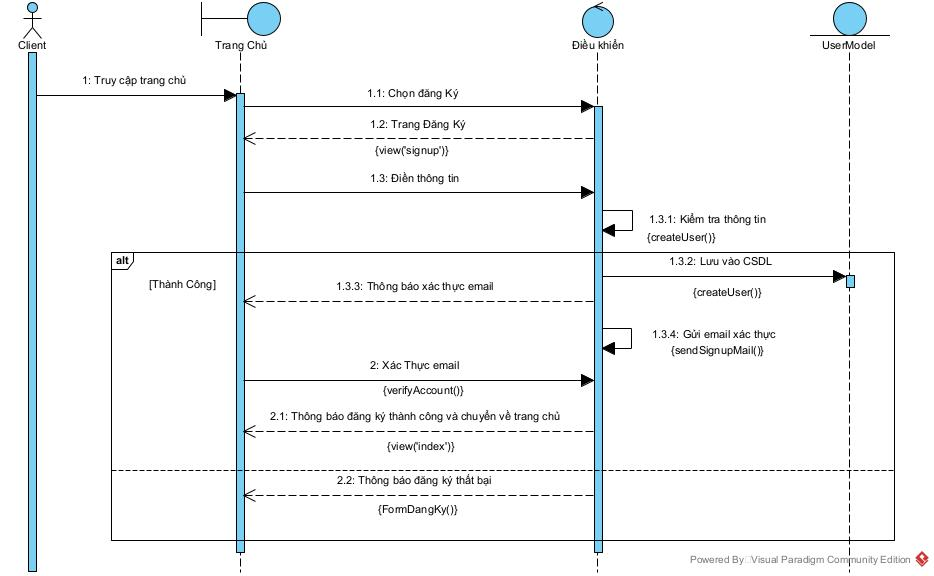 Client
Trang Chủ
Điều khiển
UserModel
1: Truy cập trang chủ
1.1: Chọn đăng Ký
1.2: Trang Đăng Ký
{view('signup')}
1.3: Điền thông tin
1.3.1: Kiểm tra thông tin
{createUser()}
alt
1.3.2: Lưu vào CSDL
[Thành Công]
1.3.3: Thông báo xác thực email
{createUser()}
1.3.4: Gửi email xác thực
{sendSignupMail()}
2: Xác Thực email
{verifyAccount()}
2.1: Thông báo đăng ký thành công và chuyển về trang chủ
{view('index')}
2.2: Thông báo đăng ký thất bại
{FormDangKy()}
Powered By Visual Paradigm Community Edition